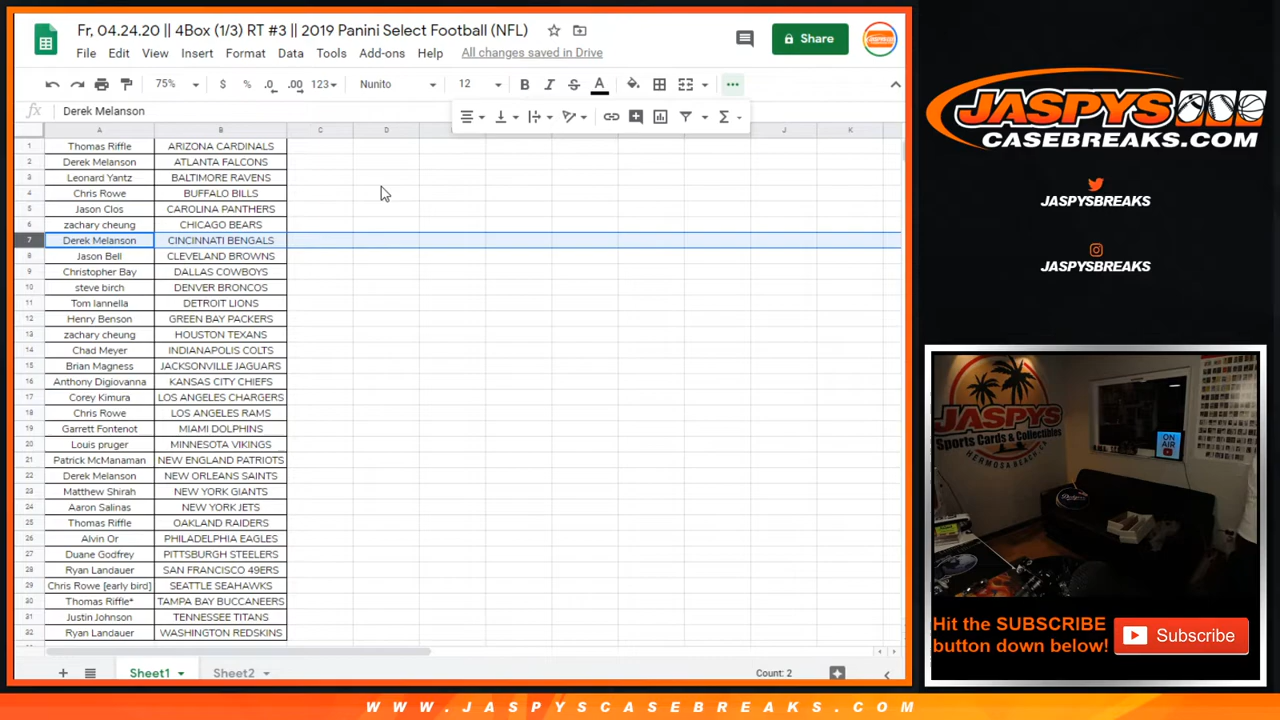 Fr, 04.24.20 || 4Box (1/3) RT #3 || 2019 Panini Select Football (NFL)
File Edit View Insert Format Data Tools Add-ons Help All changes saved in Drive
Share
75% $ % .0 .00 123 Nunito 12 B I S A
fx Derek Melanson
A B C D J K
1 Thomas Riffle ARIZONA CARDINALS
2 Derek Melanson ATLANTA FALCONS
3 Leonard Yantz BALTIMORE RAVENS
4 Chris Rowe BUFFALO BILLS
5 Jason Clos CAROLINA PANTHERS
6 zachary cheung CHICAGO BEARS
7 Derek Melanson CINCINNATI BENGALS
8 Jason Bell CLEVELAND BROWNS
9 Christopher Bay DALLAS COWBOYS
10 steve birch DENVER BRONCOS
11 Tom Iannella DETROIT LIONS
12 Henry Benson GREEN BAY PACKERS
13 zachary cheung HOUSTON TEXANS
14 Chad Meyer INDIANAPOLIS COLTS
15 Brian Magness JACKSONVILLE JAGUARS
16 Anthony Digiovanna KANSAS CITY CHIEFS
17 Corey Kimura LOS ANGELES CHARGERS
18 Chris Rowe LOS ANGELES RAMS
19 Garrett Fontenot MIAMI DOLPHINS
20 Louis pruger MINNESOTA VIKINGS
21 Patrick McManaman NEW ENGLAND PATRIOTS
22 Derek Melanson NEW ORLEANS SAINTS
23 Matthew Shirah NEW YORK GIANTS
24 Aaron Salinas NEW YORK JETS
25 Thomas Riffle OAKLAND RAIDERS
26 Alvin Or PHILADELPHIA EAGLES
27 Duane Godfrey PITTSBURGH STEELERS
28 Ryan Landauer SAN FRANCISCO 49ERS
29 Chris Rowe [early bird] SEATTLE SEAHAWKS
30 Thomas Riffle* TAMPA BAY BUCCANEERS
31 Justin Johnson TENNESSEE TITANS
32 Ryan Landauer WASHINGTON REDSKINS
Sheet1 Sheet2 Count: 2
JASPYS
CASEBREAKS.COM
JASPYSBREAKS
JASPYSBREAKS
JASPYS
Sports Cards & Collectibles
HERMOSA BEACH, CA
ON
AIR
Hit the SUBSCRIBE
button down below!
Subscribe
WWW.JASPYSCASEBREAKS.COM